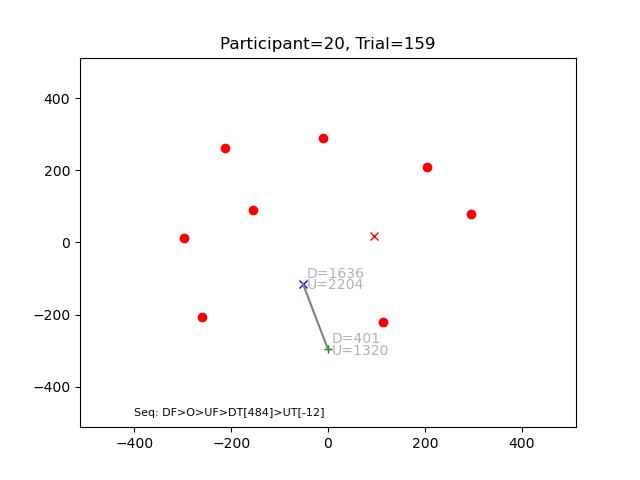 Participant=20, Trial=159
400
200
0
−200
−400
D=1636
U=2204
D=401
U=1320
Seq: DF>O>UF>DT[484]>UT[-12]
−400 −200 0 200 400